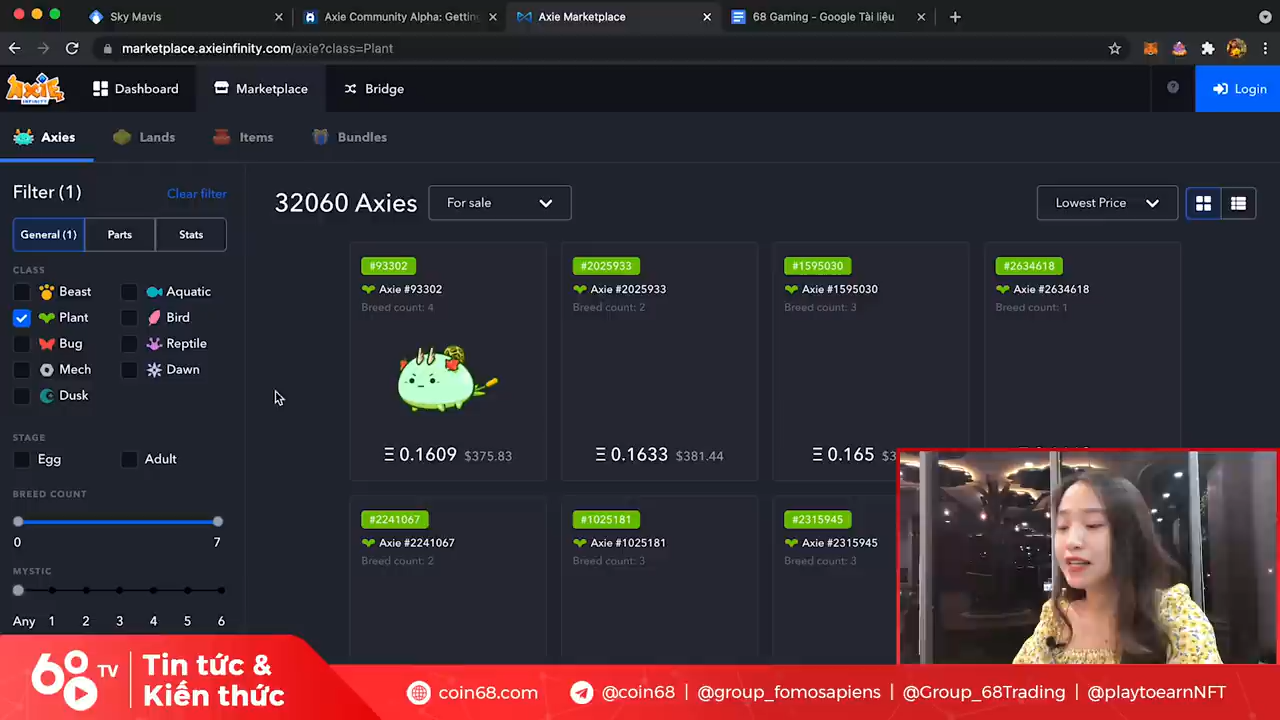 Sky Mavis
Axie Community Alpha: Getting
Axie Marketplace
68 Gaming - Google Tài liệu
marketplace.axieinfinity.com/axie?class=Plant
AXIE
INFINITY
Dashboard
Marketplace
Bridge
Login
Axies
Lands
Items
Bundles
Filter (1)
Clear filter
General (1)
Parts
Stats
CLASS
Beast
Aquatic
Plant
Bird
Bug
Reptile
Mech
Dawn
Dusk
STAGE
Egg
Adult
BREED COUNT
0
7
MYSTIC
Any 1 2 3 4 5 6
32060 Axies
For sale
Lowest Price
#93302
Axie #93302
Breed count: 4
Ξ 0.1609 $375.83
#2025933
Axie #2025933
Breed count: 2
Ξ 0.1633 $381.44
#1595030
Axie #1595030
Breed count: 3
Ξ 0.165
#2634618
Axie #2634618
Breed count: 1
#2241067
Axie #2241067
Breed count: 2
#1025181
Axie #1025181
Breed count: 3
#2315945
Axie #2315945
Breed count: 3
68 TV
Tin tức &
Kiến thức
coin68.com
@coin68 | @group_fomosapiens | @Group_68Trading | @playtoearnNFT